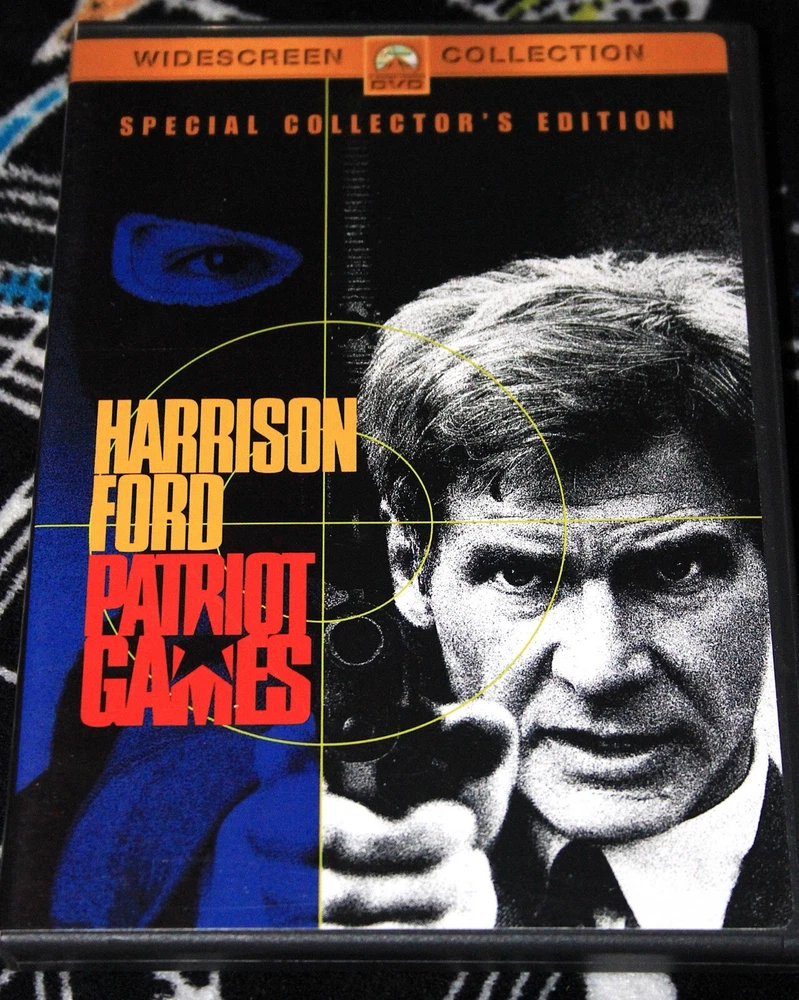 WIDESCREEN DVD COLLECTION
SPECIAL COLLECTOR'S EDITION
HARRISON
FORD
PATRIOT
GAMES